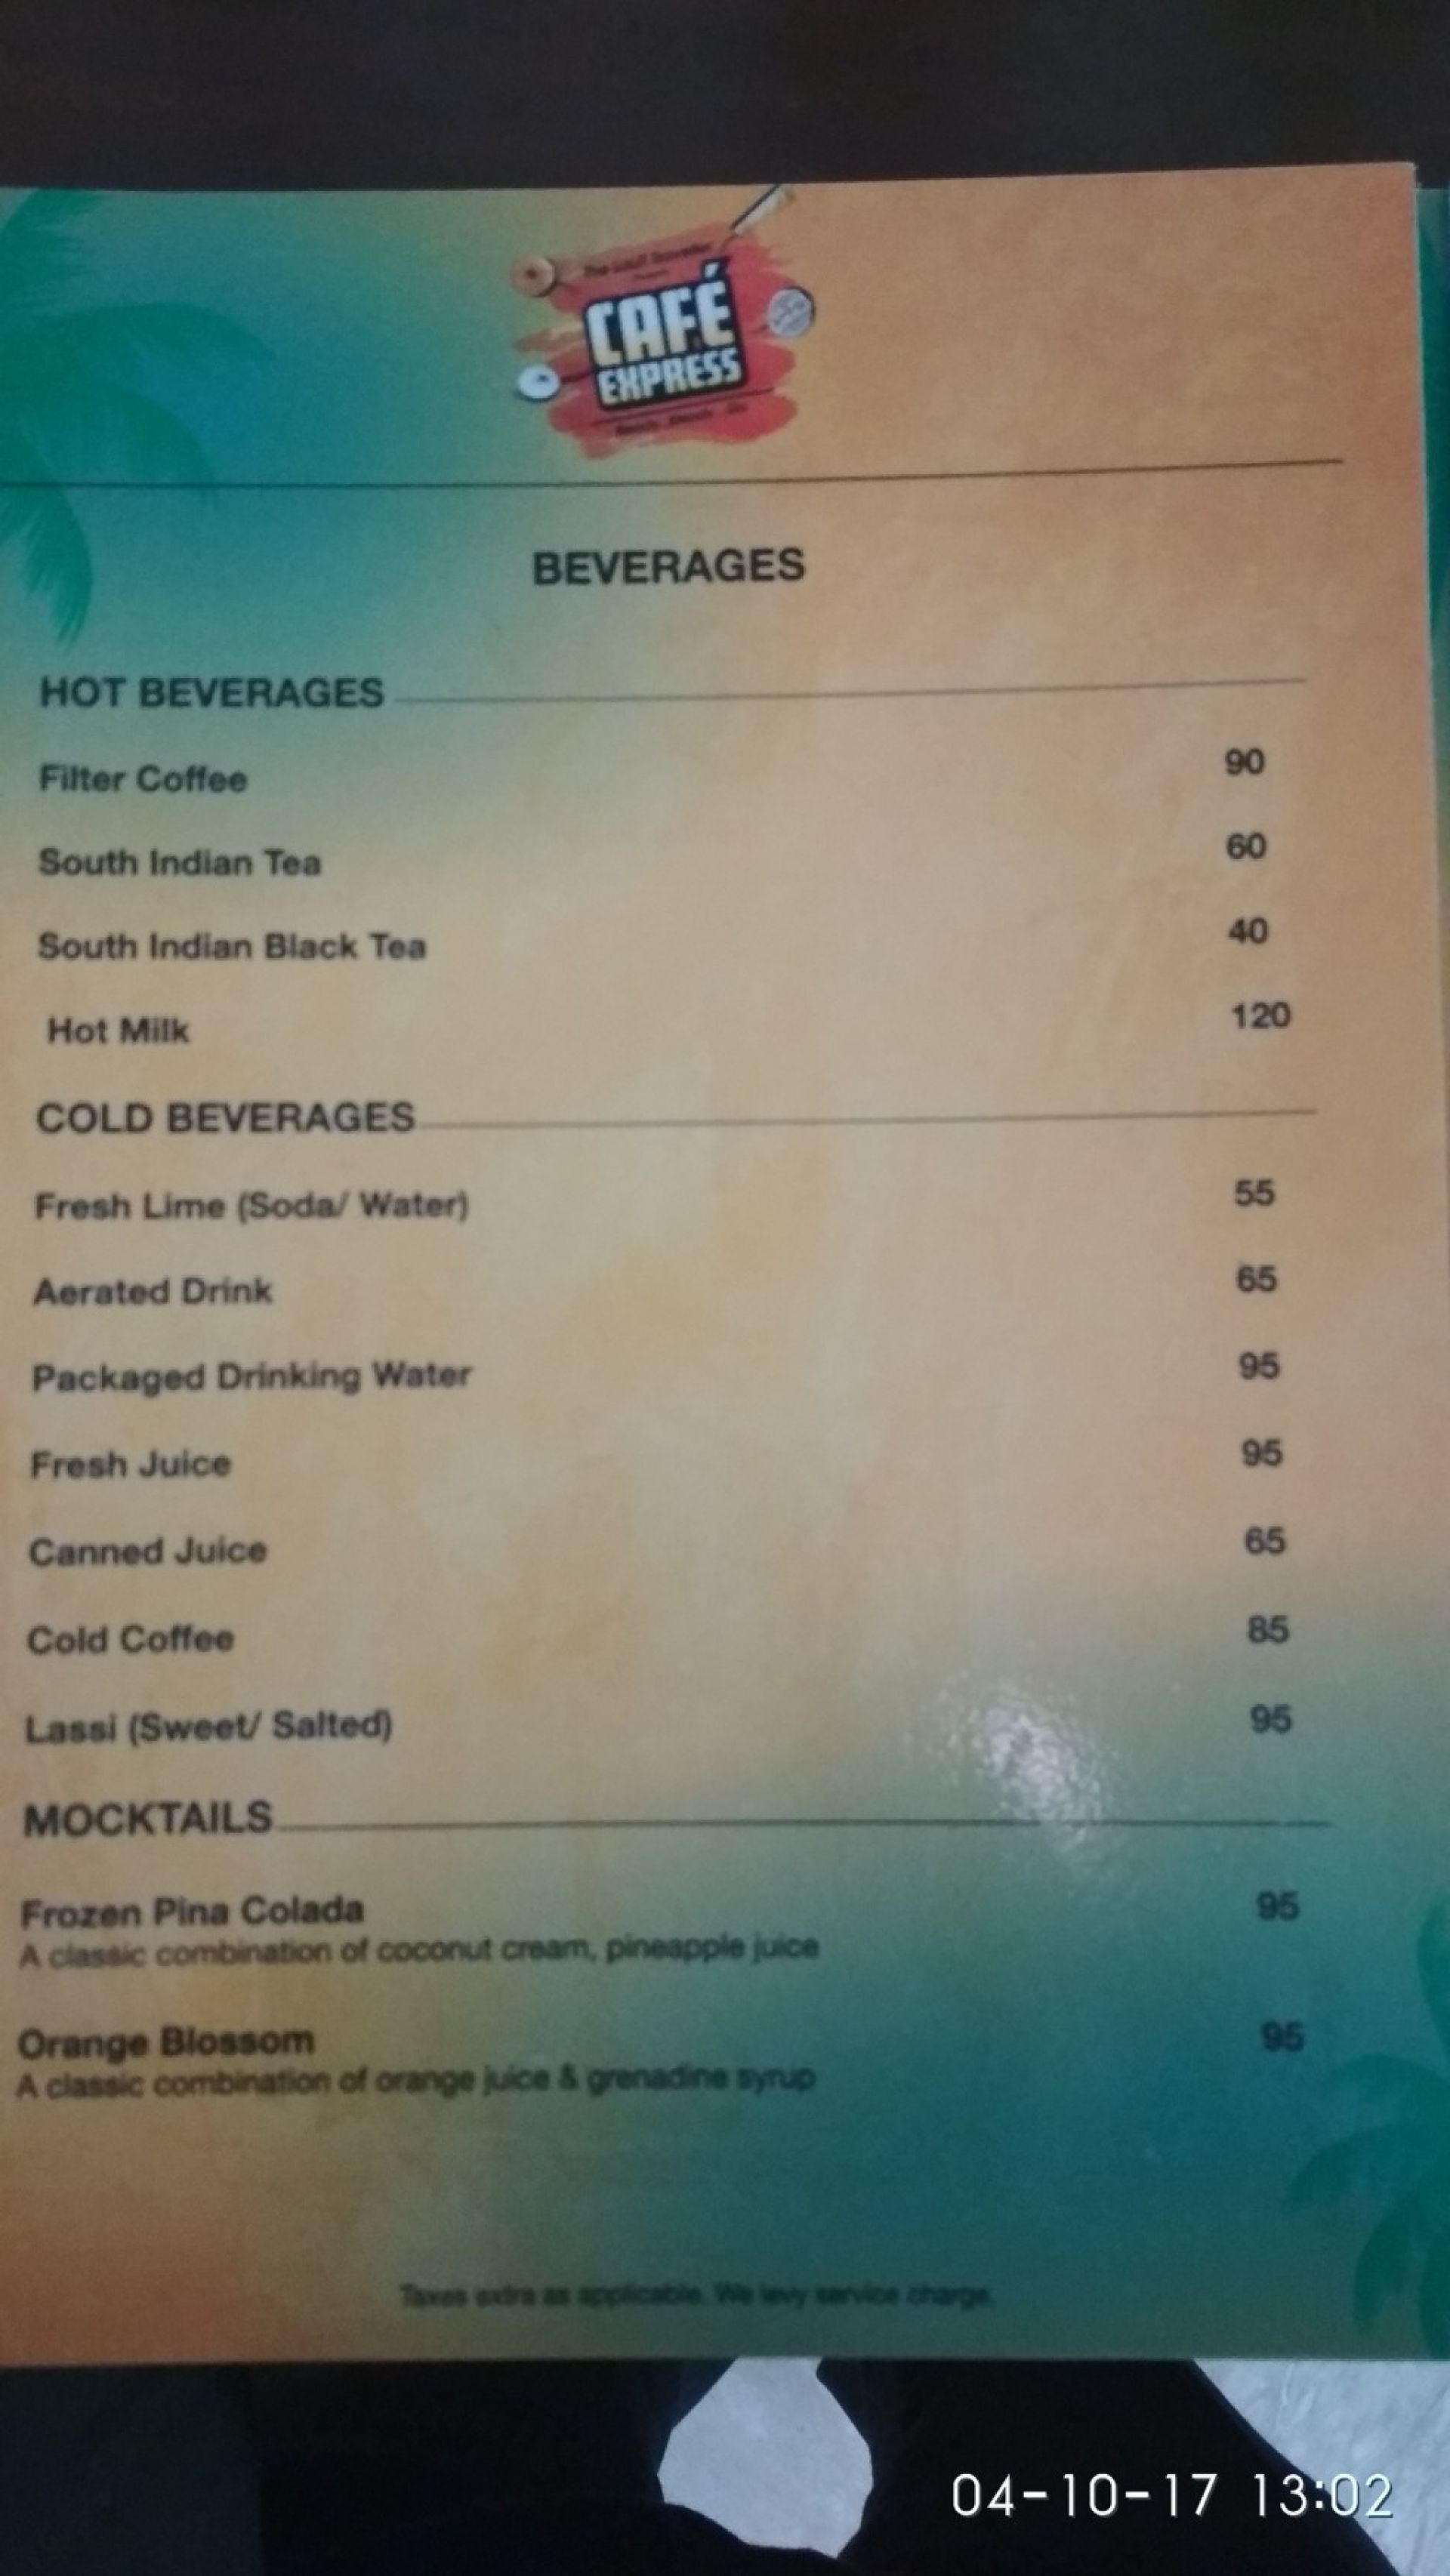 The Local Traveller
CAFÉ
EXPRESS
BEVERAGES
HOT BEVERAGES
Filter Coffee 90
South Indian Tea 60
South Indian Black Tea 40
Hot Milk 120
COLD BEVERAGES
Fresh Lime (Soda/ Water) 55
Aerated Drink 65
Packaged Drinking Water 95
Fresh Juice 95
Canned Juice 65
Cold Coffee 85
Lassi (Sweet/ Salted) 95
MOCKTAILS
Frozen Pina Colada 95
A classic combination of coconut cream, pineapple juice
Orange Blossom 95
A classic combination of orange juice & grenadine syrup
Taxes extra as applicable. We levy service charge.
04-10-17 13:02